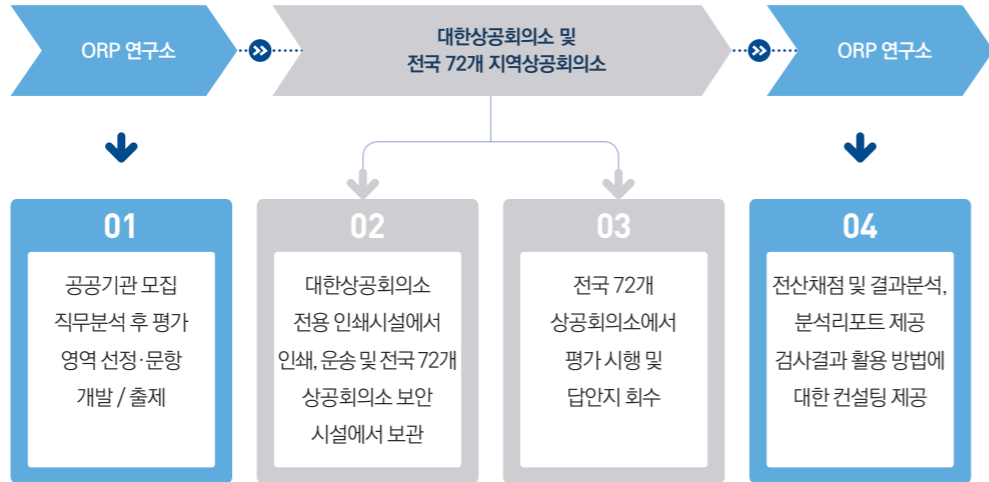 ORP 연구소
대한상공회의소 및
전국 72개 지역상공회의소
ORP 연구소
01
공공기관 모집
직무분석 후 평가
영역 선정·문항
개발 / 출제
02
대한상공회의소
전용 인쇄시설에서
인쇄, 운송 및 전국 72개
상공회의소 보안
시설에서 보관
03
전국 72개
상공회의소에서
평가 시행 및
답안지 회수
04
전산채점 및 결과분석,
분석리포트 제공
검사결과 활용 방법에
대한 컨설팅 제공